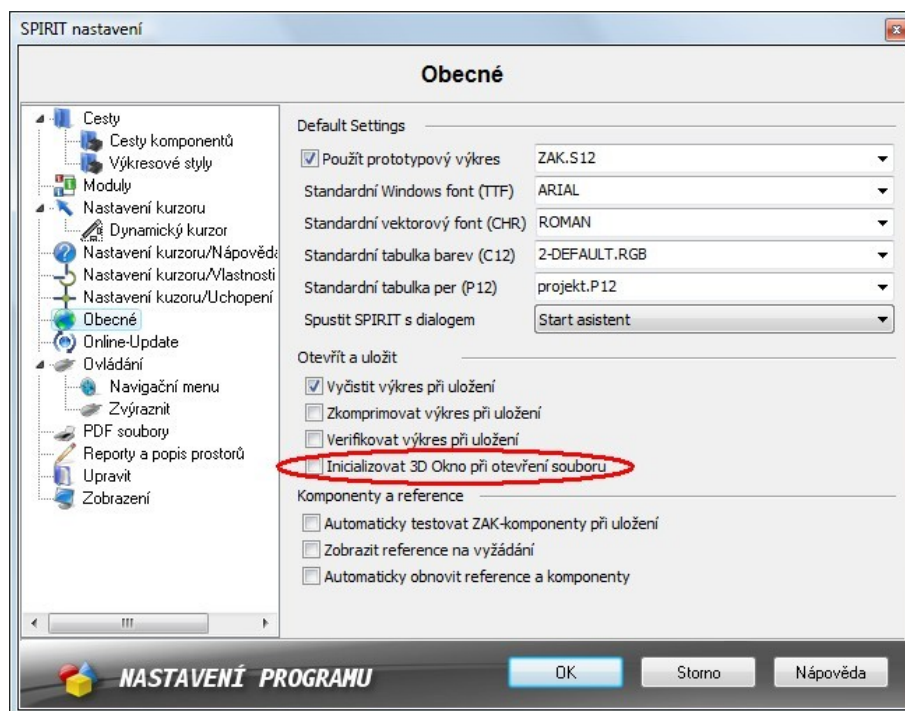 SPIRIT nastavení
Obecné
Cesty
Cesty komponentů
Výkresové styly
Moduly
Nastavení kurzoru
Dynamický kurzor
Nastavení kurzoru/Nápověda
Nastavení kurzoru/Vlastnosti
Nastavení kuzoru/Uchopení
Obecné
Online-Update
Ovládání
Navigační menu
Zvýraznit
PDF soubory
Reporty a popis prostorů
Upravit
Zobrazení
Default Settings
Použít prototypový výkres ZAK.S12
Standardní Windows font (TTF) ARIAL
Standardní vektorový font (CHR) ROMAN
Standardní tabulka barev (C12) 2-DEFAULT.RGB
Standardní tabulka per (P12) projekt.P12
Spustit SPIRIT s dialogem Start asistent
Otevřít a uložit
Vyčistit výkres při uložení
Zkomprimovat výkres při uložení
Verifikovat výkres při uložení
Inicializovat 3D Okno při otevření souboru
Komponenty a reference
Automaticky testovat ZAK-komponenty při uložení
Zobrazit reference na vyžádání
Automaticky obnovit reference a komponenty
NASTAVENÍ PROGRAMU
OK Storno Nápověda